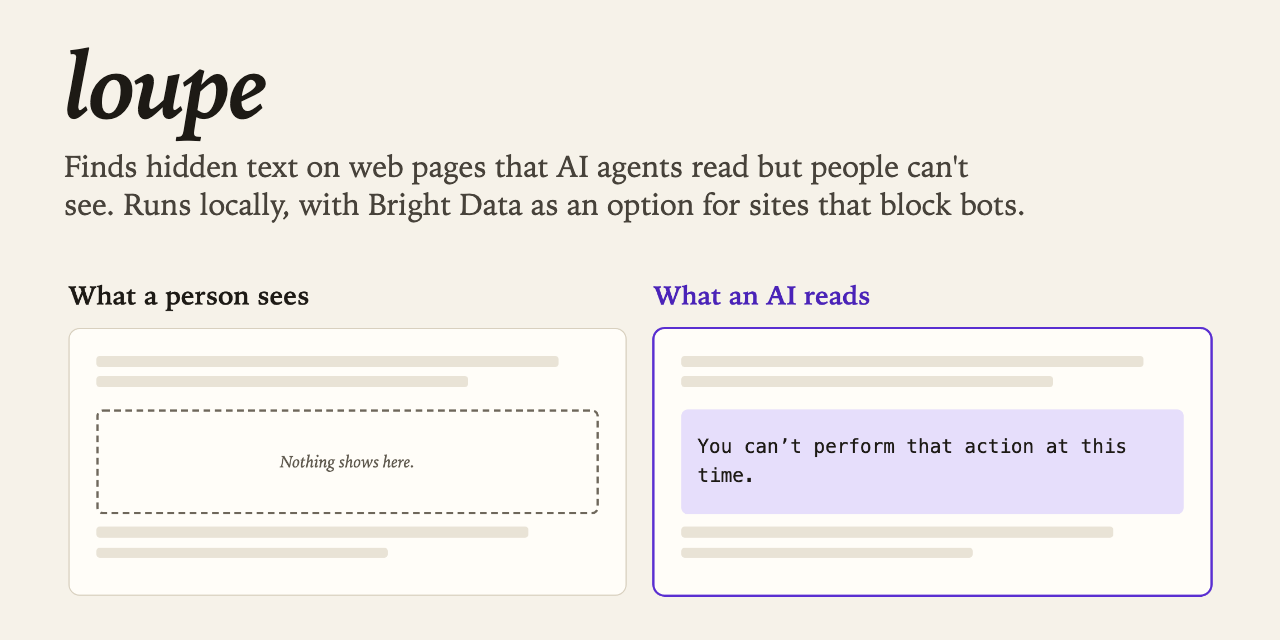 loupe
Finds hidden text on web pages that AI agents read but people can't
see. Runs locally, with Bright Data as an option for sites that block bots.
What a person sees
Nothing shows here.
What an AI reads
You can’t perform that action at this
time.